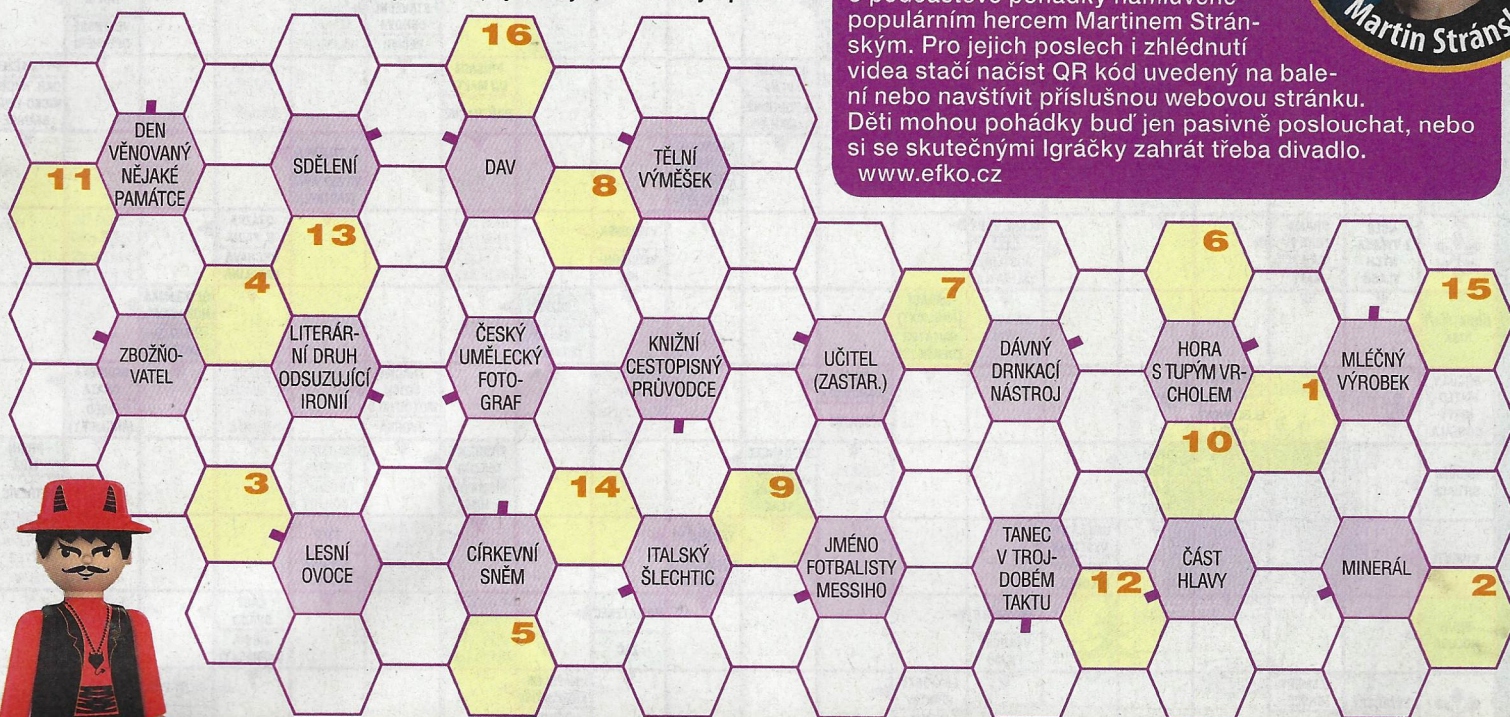 populárním hercem Martinem Strán-
ským. Pro jejich poslech i zhlédnutí
videa stačí načíst QR kód uvedený na bale-
ní nebo navštívit příslušnou webovou stránku.
Děti mohou pohádky buď jen pasivně poslouchat, nebo
si se skutečnými Igráčky zahrát třeba divadlo.
www.efko.cz
Martin Stráns
16
DEN
VĚNOVANÝ
NĚJAKÉ
PAMÁTCE
SDĚLENÍ
DAV
TĚLNÍ
VÝMĚŠEK
11
8
13
6
4
7
15
ZBOŽŇO-
VATEL
LITERÁR-
NÍ DRUH
ODSUZUJÍCÍ
IRONIÍ
ČESKÝ
UMĚLECKÝ
FOTO-
GRAF
KNIŽNÍ
CESTOPISNÝ
PRŮVODCE
UČITEL
(ZASTAR.)
DÁVNÝ
DRNKACÍ
NÁSTROJ
HORA
S TUPÝM VR-
CHOLEM
MLÉČNÝ
VÝROBEK
1
10
3
14
9
LESNÍ
OVOCE
CÍRKEVNÍ
SNĚM
ITALSKÝ
ŠLECHTIC
JMÉNO
FOTBALISTY
MESSIHO
TANEC
V TROJ-
DOBÉM
TAKTU
ČÁST
HLAVY
MINERÁL
12
2
5